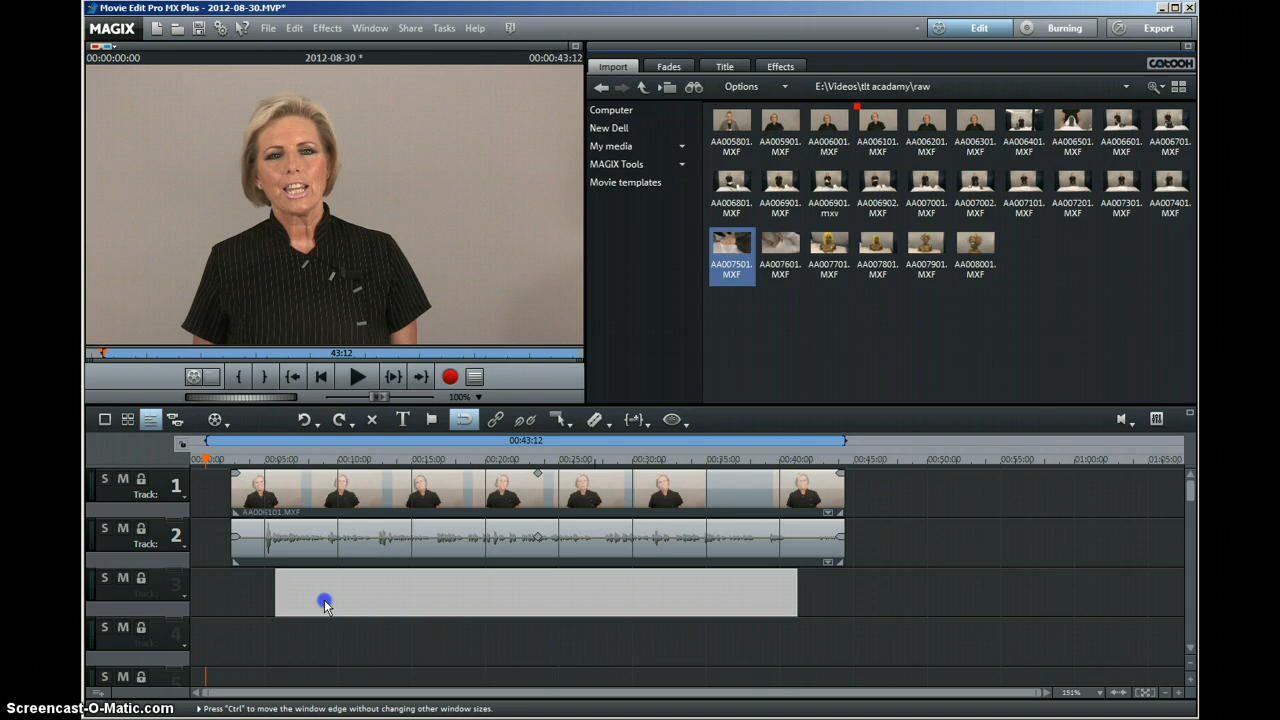 Movie Edit Pro MX Plus - 2012-08-30.MVP*
MAGIX File Edit Effects Window Share Tasks Help Edit Burning Export
00:00:00:00 2012-08-30 * 00:00:43:12
Import Fades Title Effects catooh
Options E:\Videos\tlt acadamy\raw
Computer
New Dell
My media
MAGIX Tools
Movie templates
AA005801. AA005901. AA006001. AA006101. AA006201. AA006301. AA006401. AA006501. AA006601. AA006701.
MXF MXF MXF MXF MXF MXF MXF MXF MXF MXF
AA006801. AA006901. AA006901. AA006902. AA007001. AA007002. AA007101. AA007201. AA007301. AA007401.
MXF MXF mxv MXF MXF MXF MXF MXF MXF MXF
AA007501. AA007601. AA007701. AA007801. AA007901. AA008001.
MXF MXF MXF MXF MXF MXF
43:12
100%
00:43:12
00:05:00 00:10:00 00:15:00 00:20:00 00:25:00 00:30:00 00:35:00 00:40:00 00:45:00 00:50:00 00:55:00 01:00:00 01:05:00
S M
Track: 1
AA006101.MXF
S M
Track: 2
S M
Track: 3
S M
Track: 4
S M
151%
Screencast-O-Matic.com Press "Ctrl" to move the window edge without changing other window sizes.